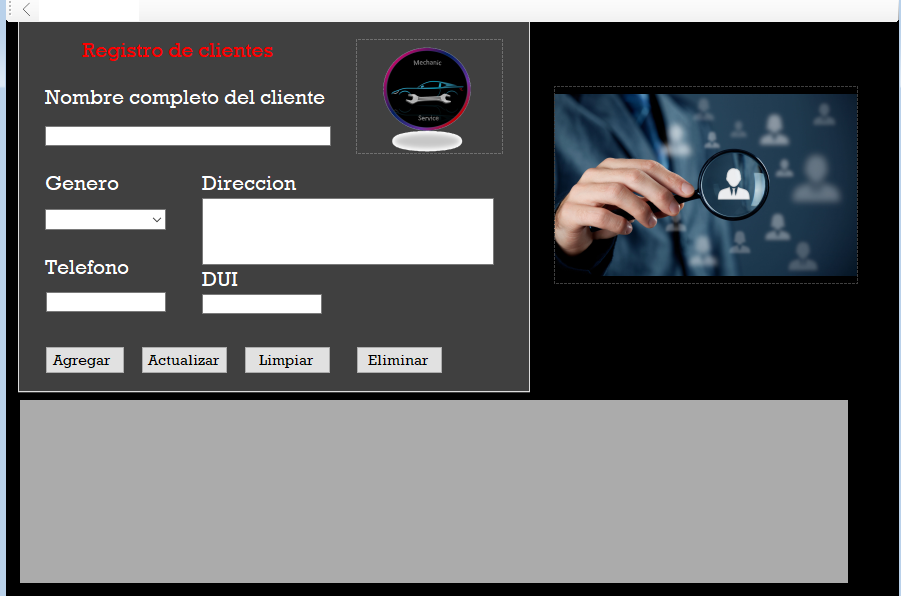 Registro de clientes
Mechanic
Service
Nombre completo del cliente
Genero
Direccion
Telefono
DUI
Agregar
Actualizar
Limpiar
Eliminar